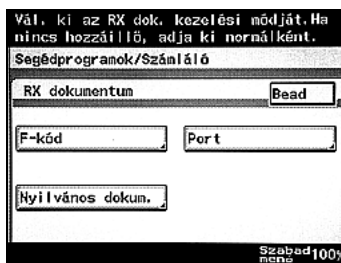 Vál. ki az RX dok. kezelési módját.Ha
nincs hozzáillő, adja ki normálként.
Segédprogramok/Számláló
RX dokumentum
Bead
F-kód
Port
Nyilvános dokum.
Szabad
menó 100%